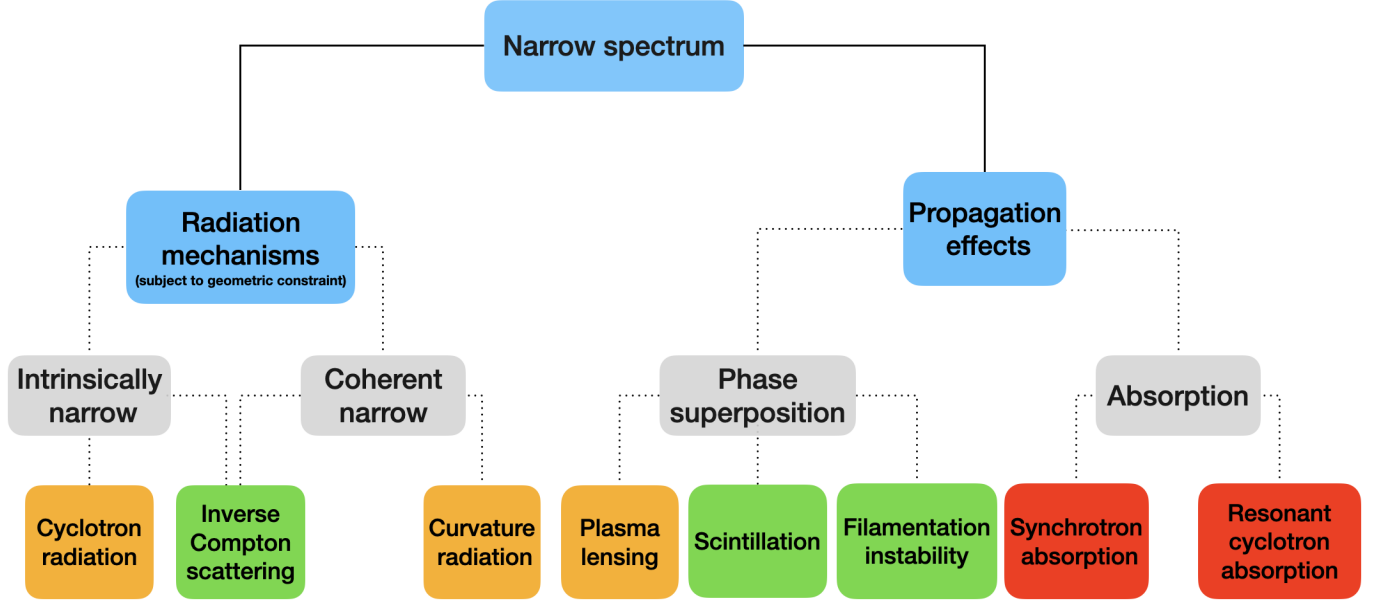 Narrow spectrum
Radiation
mechanisms
(subject to geometric constraint)
Propagation
effects
Intrinsically
narrow
Coherent
narrow
Phase
superposition
Absorption
Cyclotron
radiation
Inverse
Compton
scattering
Curvature
radiation
Plasma
lensing
Scintillation
Filamentation
instability
Synchrotron
absorption
Resonant
cyclotron
absorption